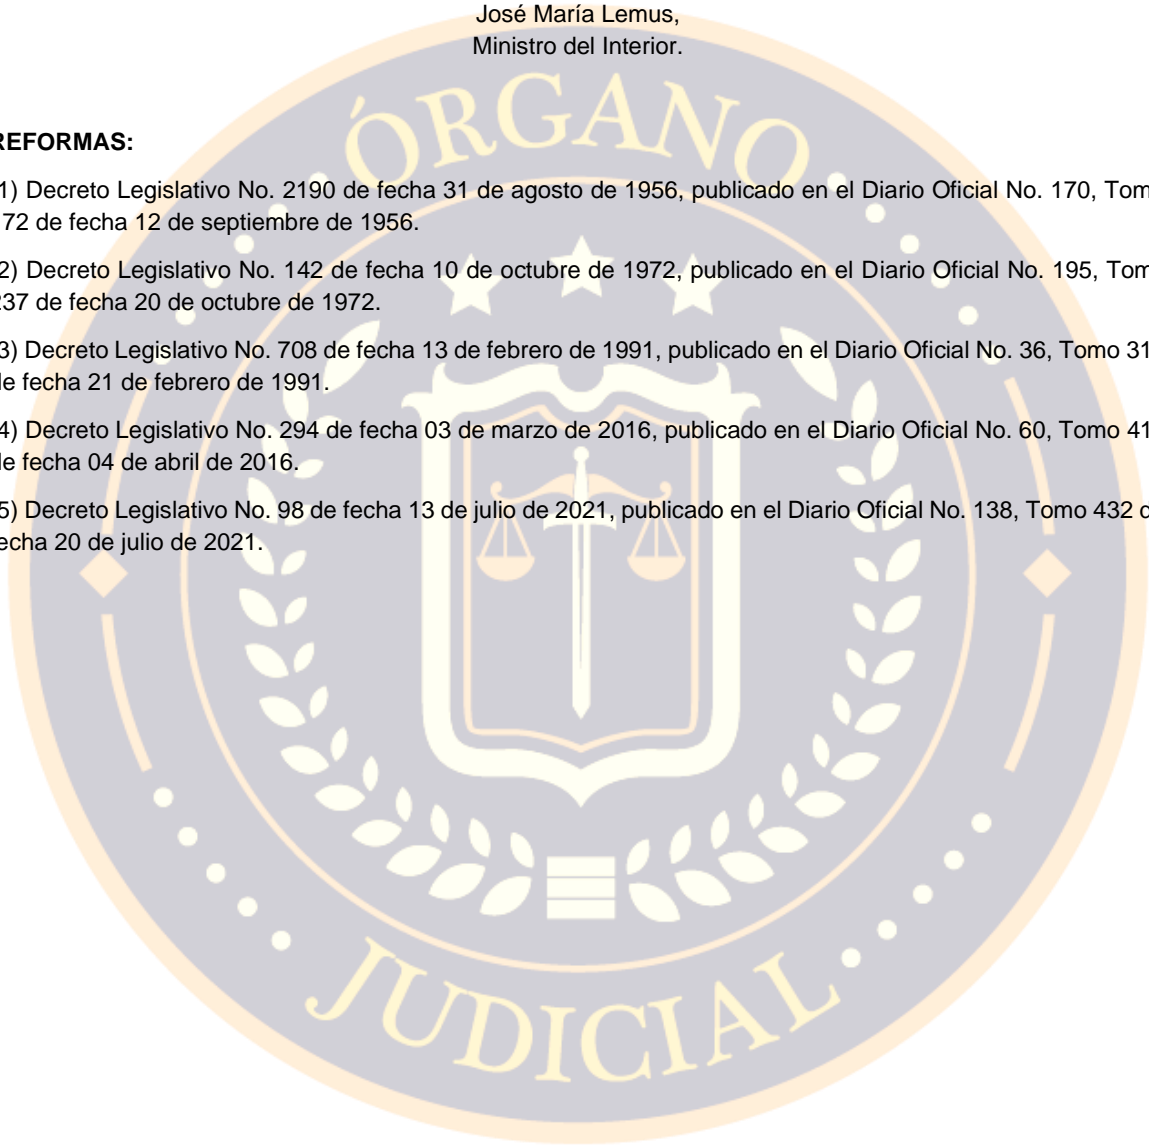 José María Lemus,
Ministro del Interior.
REFORMAS:
1) Decreto Legislativo No. 2190 de fecha 31 de agosto de 1956, publicado en el Diario Oficial No. 170, Tom
72 de fecha 12 de septiembre de 1956.
2) Decreto Legislativo No. 142 de fecha 10 de octubre de 1972, publicado en el Diario Oficial No. 195, Tom
237 de fecha 20 de octubre de 1972.
3) Decreto Legislativo No. 708 de fecha 13 de febrero de 1991, publicado en el Diario Oficial No. 36, Tomo 31
de fecha 21 de febrero de 1991.
4) Decreto Legislativo No. 294 de fecha 03 de marzo de 2016, publicado en el Diario Oficial No. 60, Tomo 41
de fecha 04 de abril de 2016.
5) Decreto Legislativo No. 98 de fecha 13 de julio de 2021, publicado en el Diario Oficial No. 138, Tomo 432 d
fecha 20 de julio de 2021.
ÓRGANO
JUDICIAL